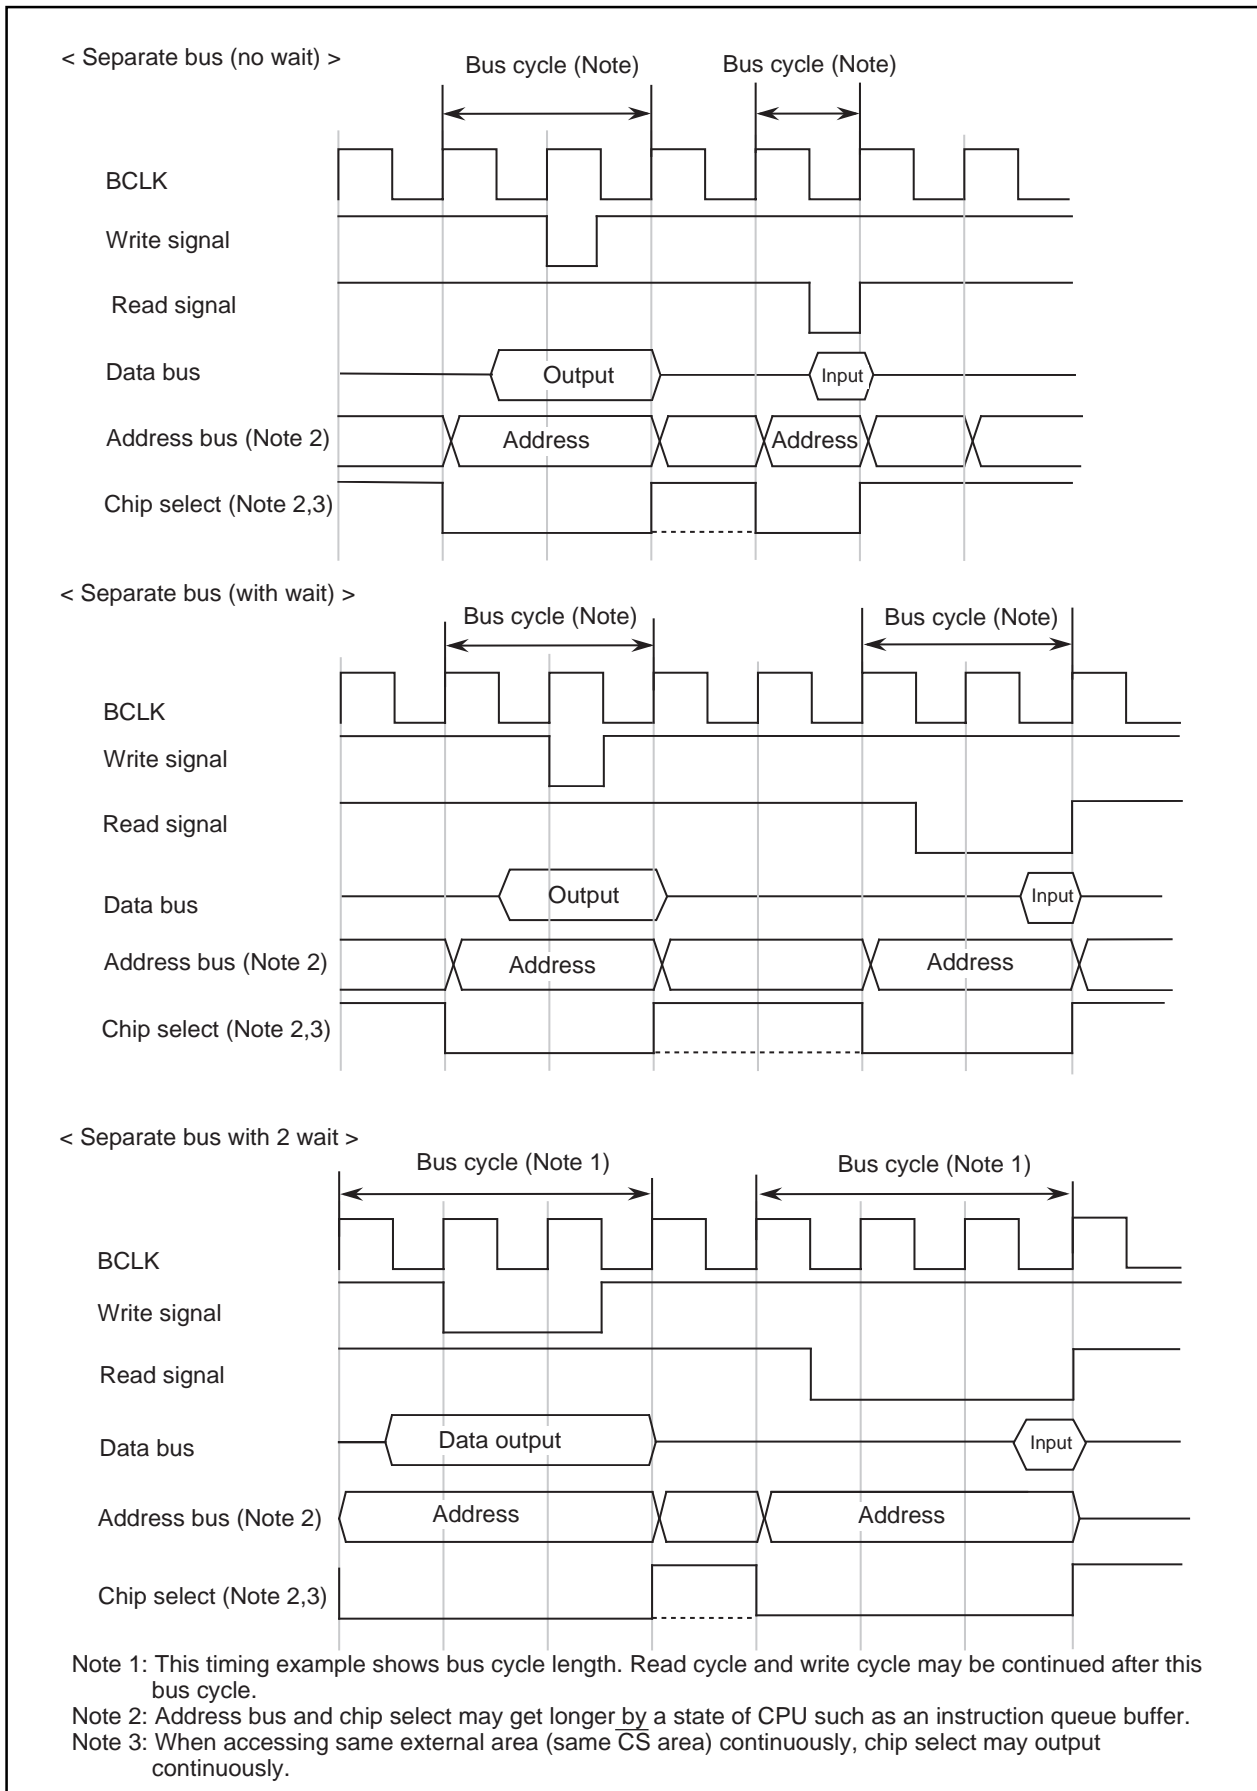 < Separate bus (no wait) >
Bus cycle (Note)
Bus cycle (Note)
BCLK
Write signal
Read signal
Data bus
Output
Input
Address bus (Note 2)
Address
Address
Chip select (Note 2,3)
< Separate bus (with wait) >
Bus cycle (Note)
Bus cycle (Note)
BCLK
Write signal
Read signal
Data bus
Output
Input
Address bus (Note 2)
Address
Address
Chip select (Note 2,3)
< Separate bus with 2 wait >
Bus cycle (Note 1)
Bus cycle (Note 1)
BCLK
Write signal
Read signal
Data bus
Data output
Input
Address bus (Note 2)
Address
Address
Chip select (Note 2,3)
Note 1: This timing example shows bus cycle length. Read cycle and write cycle may be continued after this
bus cycle.
Note 2: Address bus and chip select may get longer by a state of CPU such as an instruction queue buffer.
Note 3: When accessing same external area (same C̅S̅ area) continuously, chip select may output
continuously.